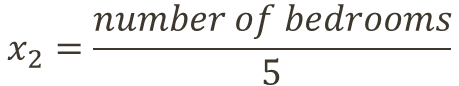 x₂ = number of bedrooms / 5